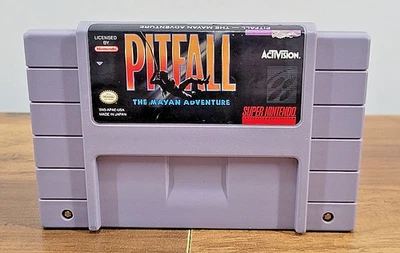 PITFALL — THE MAYAN ADVENTURE
LICENSED BY
Nintendo
PITFALL
THE MAYAN ADVENTURE
ACTIVISION
SNS-APAE-USA
MADE IN JAPAN
SUPER NINTENDO